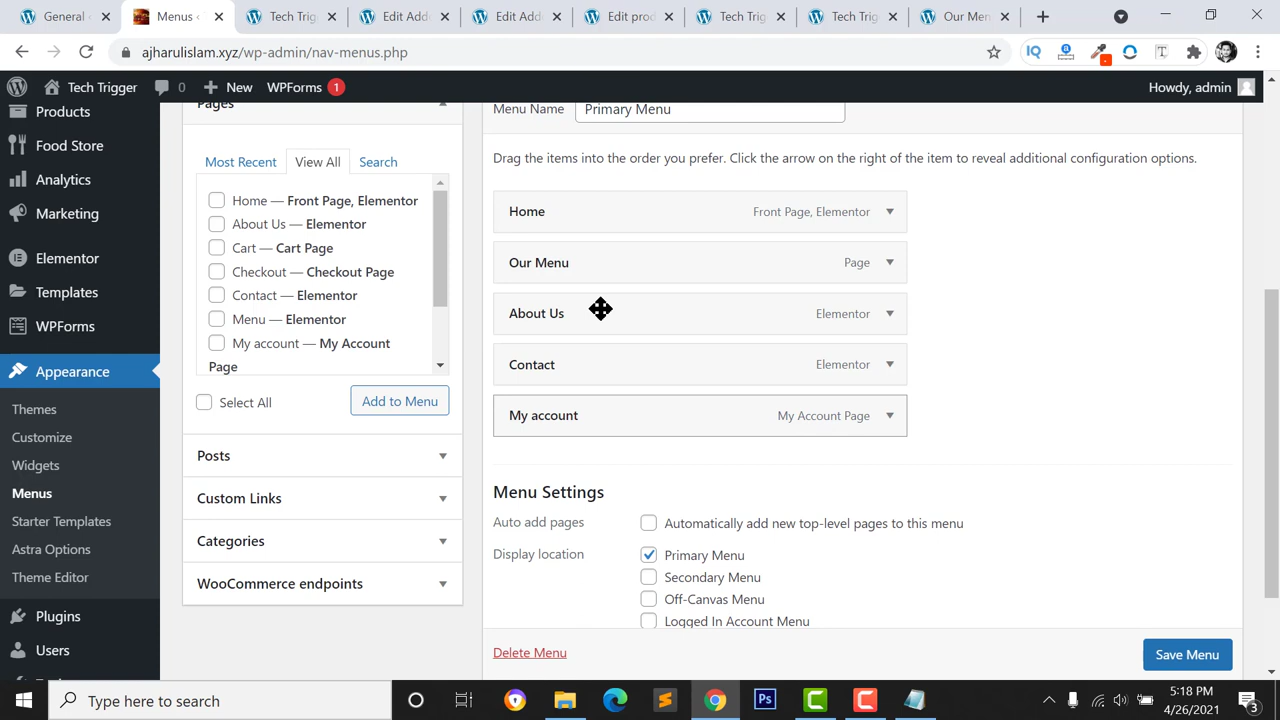 General
Menus
Tech Trigger
Edit Add
Edit Add
Edit prod
Tech Trig
Tech Trig
Our Men
ajharulislam.xyz/wp-admin/nav-menus.php
Tech Trigger 0 New WPForms 1 Howdy, admin
Products
Food Store
Analytics
Marketing
Elementor
Templates
WPForms
Appearance
Themes
Customize
Widgets
Menus
Starter Templates
Astra Options
Theme Editor
Plugins
Users
Pages
Most Recent View All Search
Home — Front Page, Elementor
About Us — Elementor
Cart — Cart Page
Checkout — Checkout Page
Contact — Elementor
Menu — Elementor
My account — My Account
Page
Select All Add to Menu
Posts
Custom Links
Categories
WooCommerce endpoints
Menu Name Primary Menu
Drag the items into the order you prefer. Click the arrow on the right of the item to reveal additional configuration options.
Home Front Page, Elementor
Our Menu Page
About Us Elementor
Contact Elementor
My account My Account Page
Menu Settings
Auto add pages Automatically add new top-level pages to this menu
Display location Primary Menu
Secondary Menu
Off-Canvas Menu
Logged In Account Menu
Delete Menu Save Menu
Type here to search
5:18 PM
4/26/2021
3